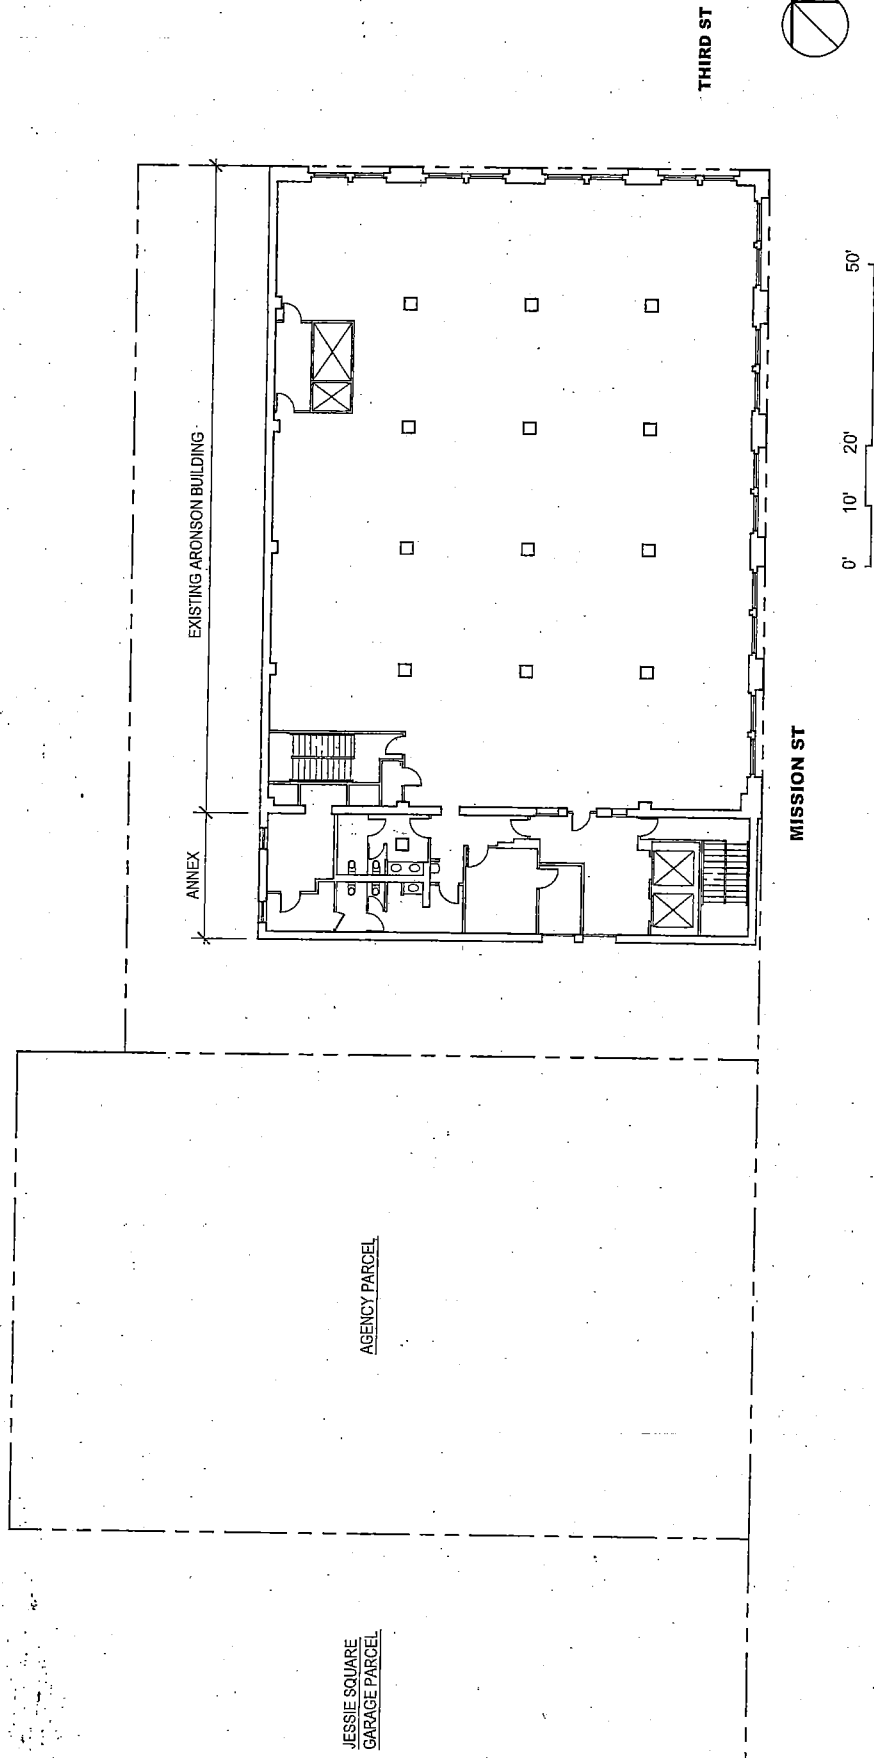 THIRD ST
EXISTING ARONSON BUILDING
ANNEX
MISSION ST
0' 10' 20' 50'
AGENCY PARCEL
JESSIE SQUARE
GARAGE PARCEL